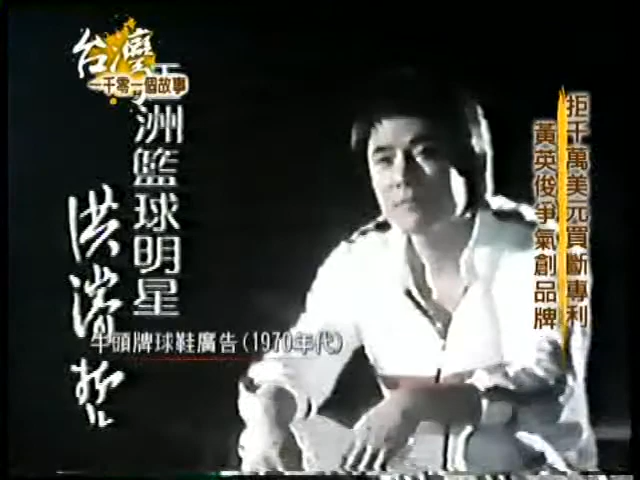 台灣
一千零一個故事
拒千萬美元買斷專利
黃英俊爭氣創品牌
亞洲籃球明星
洪濬哲
牛頭牌球鞋廣告(1970年代)